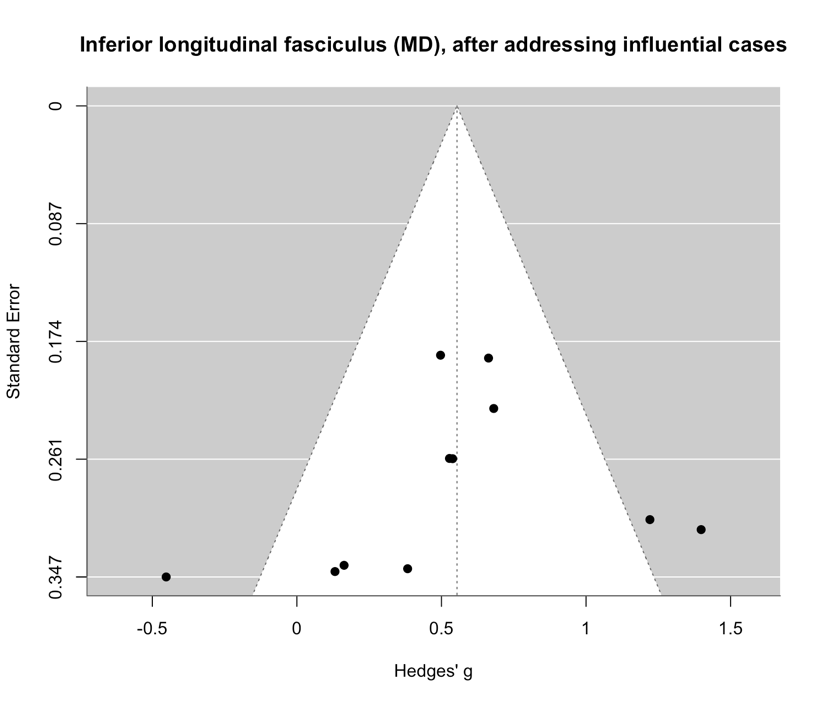 Inferior longitudinal fasciculus (MD), after addressing influential cases
Standard Error
0
0.087
0.174
0.261
0.347
-0.5 0 0.5 1 1.5
Hedges' g